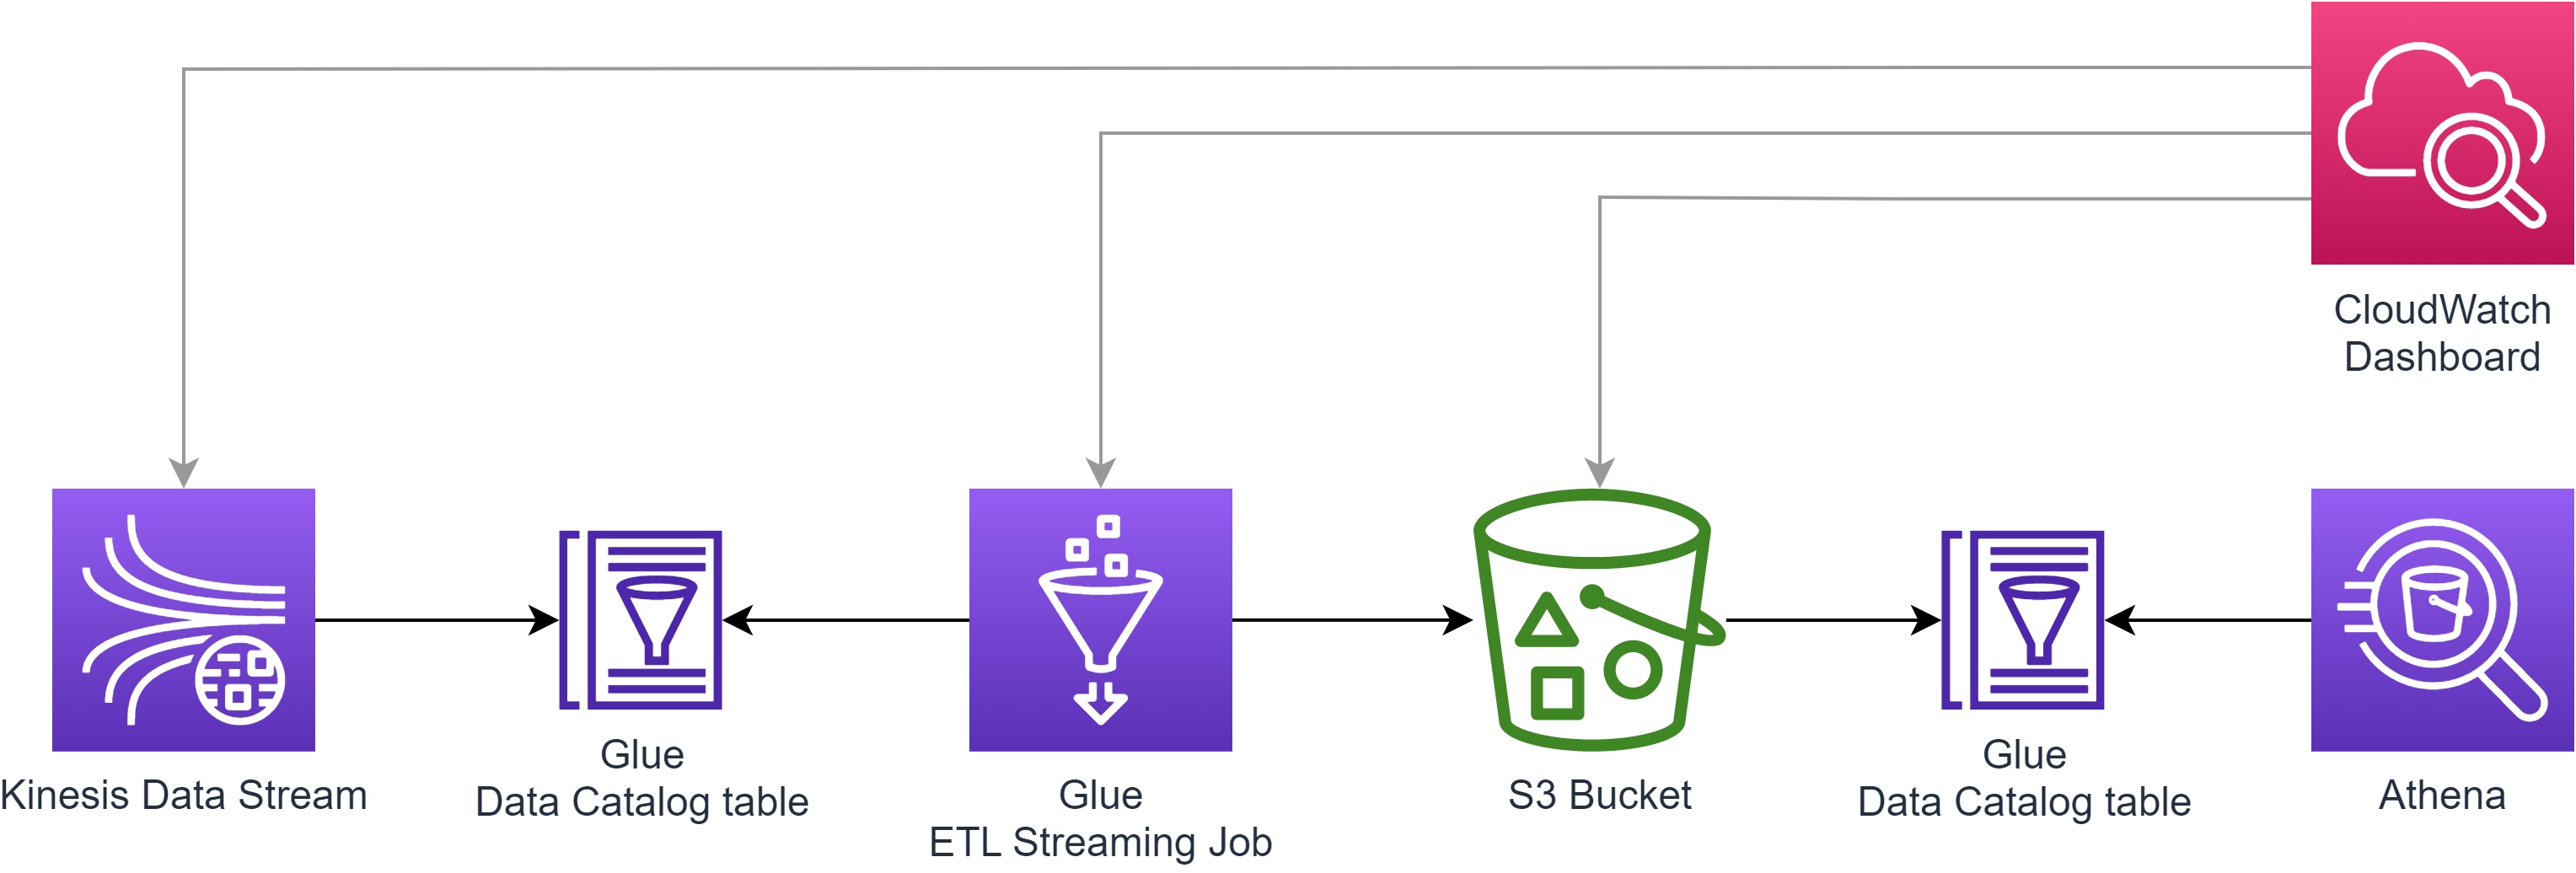 CloudWatch
Dashboard
Kinesis Data Stream
Glue
Data Catalog table
Glue
ETL Streaming Job
S3 Bucket
Glue
Data Catalog table
Athena